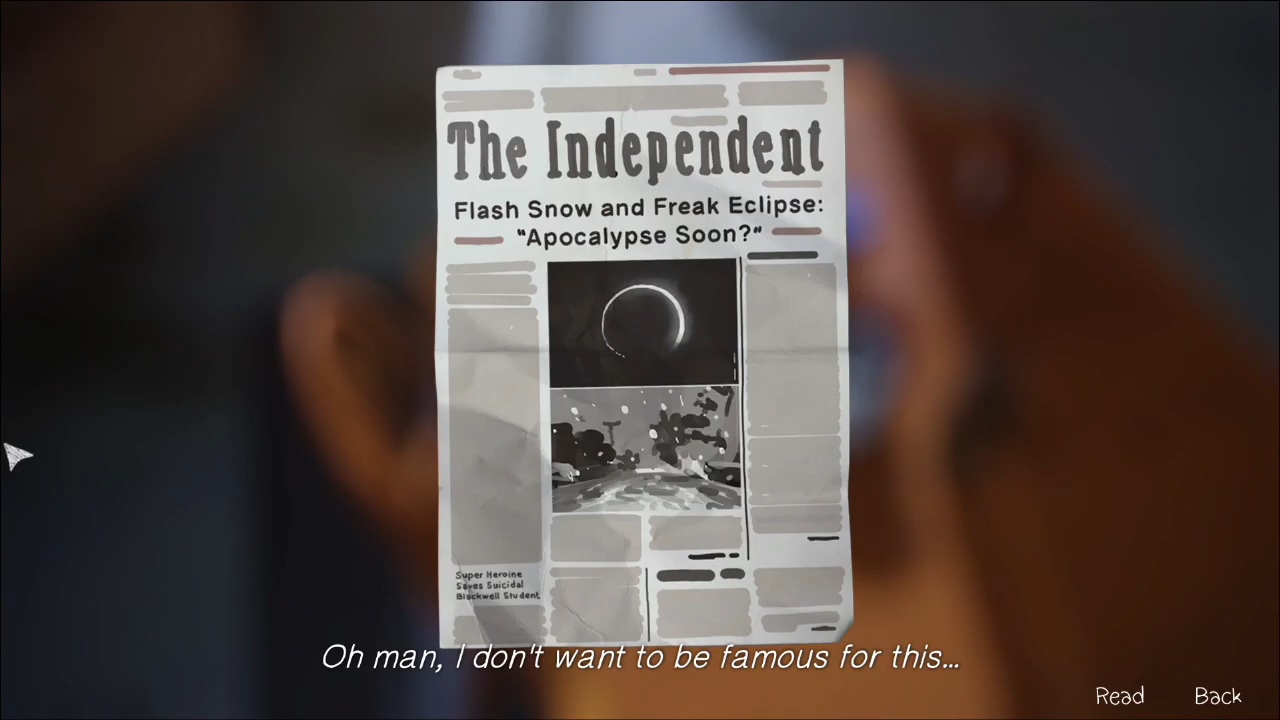 The Independent
Flash Snow and Freak Eclipse:
"Apocalypse Soon?"
Super Heroine
Saves Suicidal
Blackwell Student
Oh man, I don't want to be famous for this...
Read Back